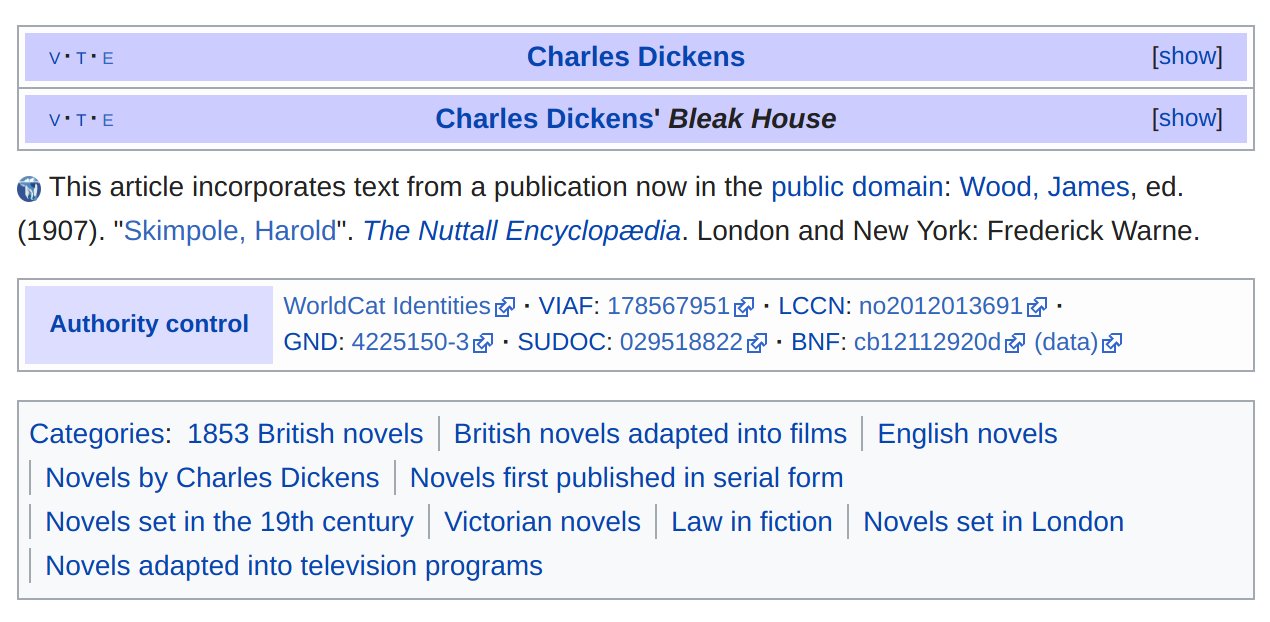 V · T · E Charles Dickens [show]
V · T · E Charles Dickens' Bleak House [show]
This article incorporates text from a publication now in the public domain: Wood, James, ed.
(1907). "Skimpole, Harold". The Nuttall Encyclopædia. London and New York: Frederick Warne.
Authority control
WorldCat Identities · VIAF: 178567951 · LCCN: no2012013691 ·
GND: 4225150-3 · SUDOC: 029518822 · BNF: cb12112920d (data)
Categories: 1853 British novels | British novels adapted into films | English novels
| Novels by Charles Dickens | Novels first published in serial form
| Novels set in the 19th century | Victorian novels | Law in fiction | Novels set in London
| Novels adapted into television programs